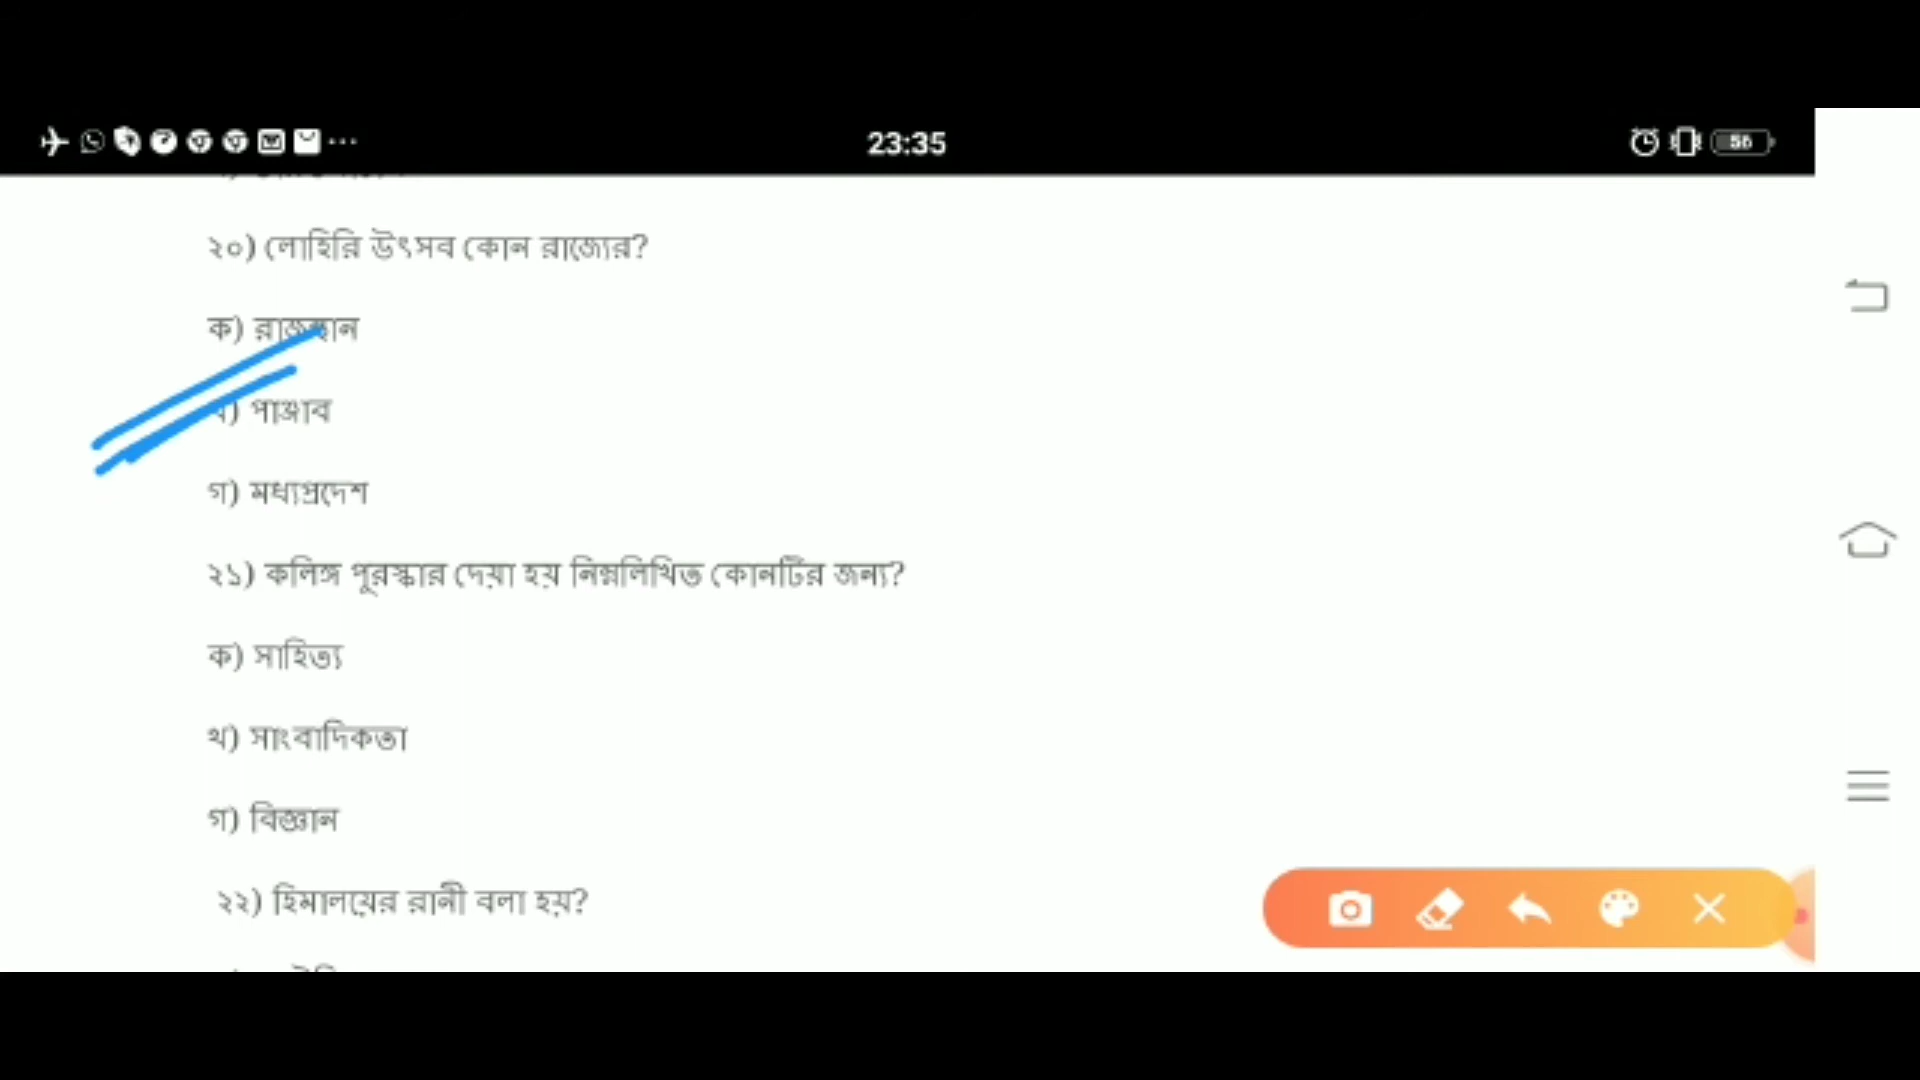 23:35
56
২০) লোহিরি উৎসব কোন রাজ্যের?
ক) রাজস্থান
খ) পাঞ্জাব
গ) মধ্যপ্রদেশ
২১) কলিঙ্গ পুরস্কার দেয়া হয় নিম্নলিখিত কোনটির জন্য?
ক) সাহিত্য
খ) সাংবাদিকতা
গ) বিজ্ঞান
২২) হিমালয়ের রানী বলা হয়?